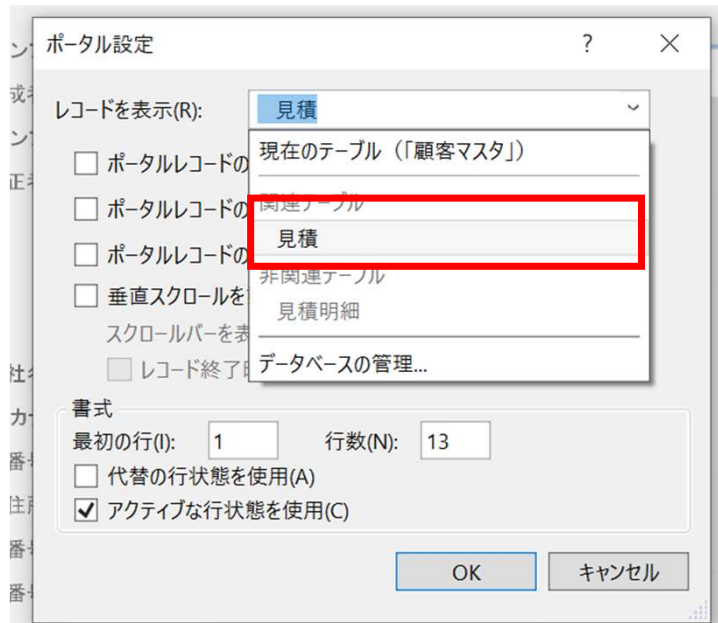 ポータル設定
?
レコードを表示(R):
見積
現在のテーブル(「顧客マスタ」)
関連テーブル
見積
非関連テーブル
見積明細
データベースの管理...
ポータルレコードの
ポータルレコードの
ポータルレコードの
垂直スクロールを
スクロールバーを表
レコード終了
書式
最初の行(I): 1 行数(N): 13
代替の行状態を使用(A)
アクティブな行状態を使用(C)
OK キャンセル